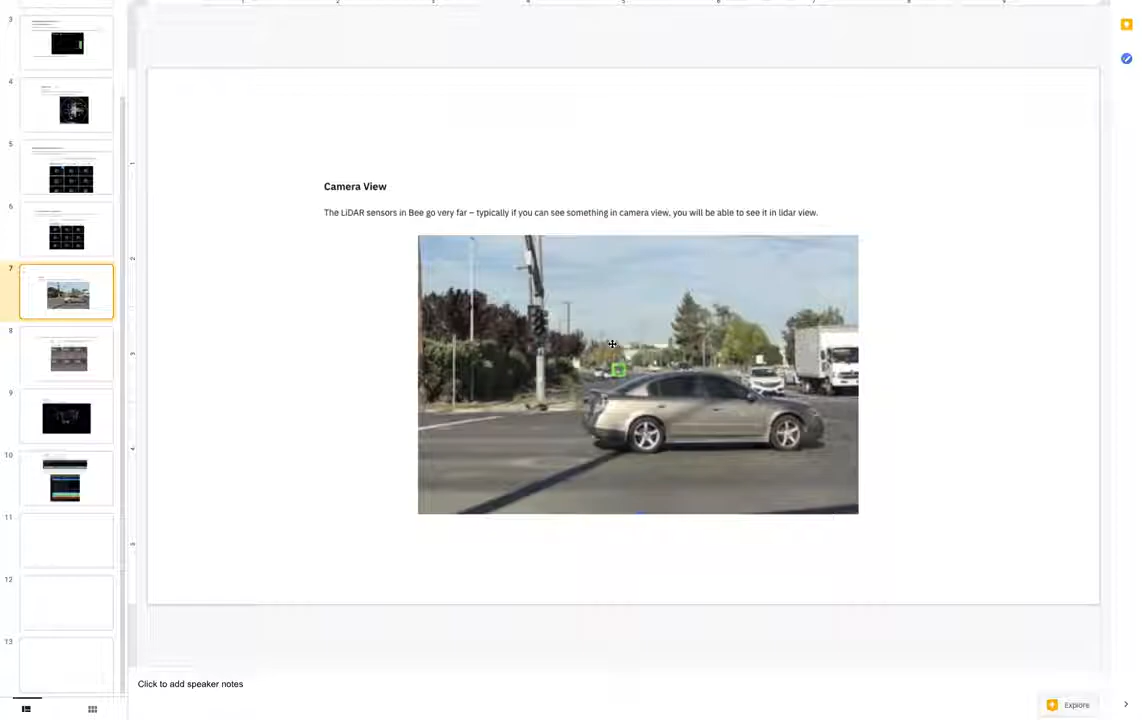 3
4
5
6
7
8
9
10
11
12
13
Camera View
The LiDAR sensors in Bee go very far – typically if you can see something in camera view, you will be able to see it in lidar view.
Click to add speaker notes
Explore